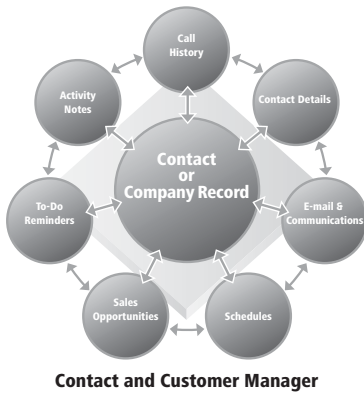 Call
History
Activity
Notes
Contact Details
Contact
or
Company Record
To-Do
Reminders
E-mail &
Communications
Sales
Opportunities
Schedules
Contact and Customer Manager